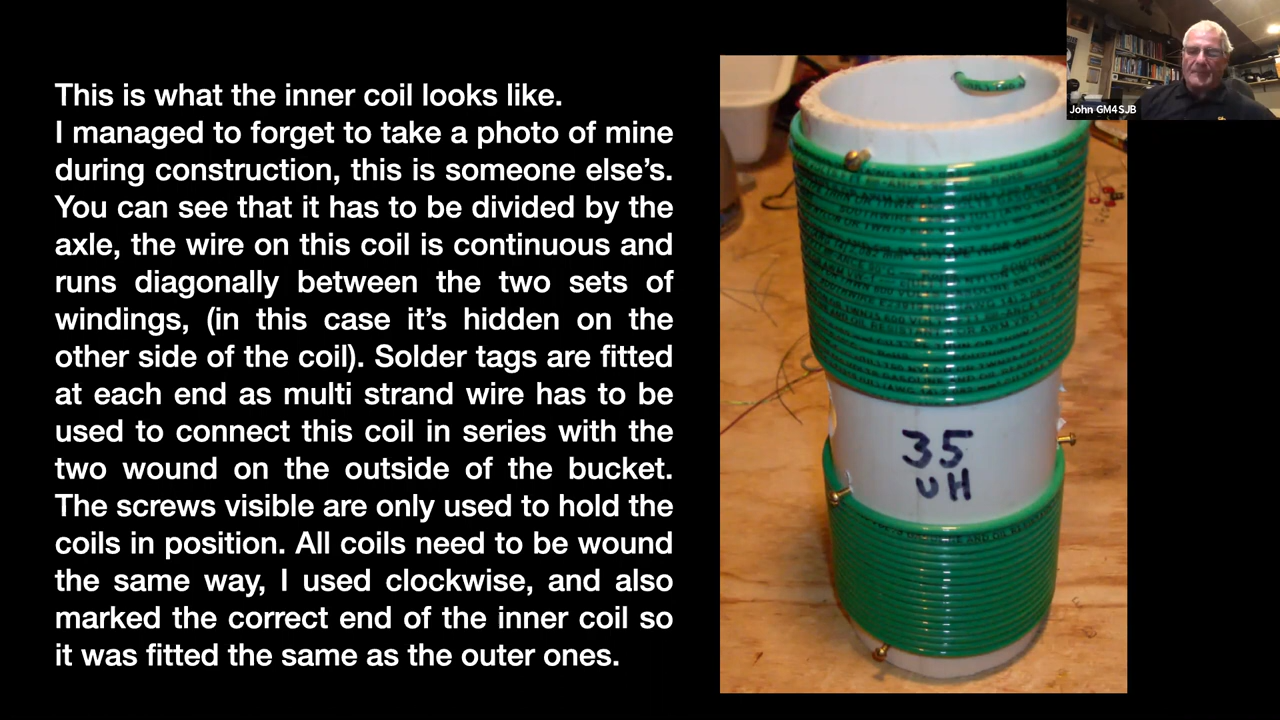 This is what the inner coil looks like.
I managed to forget to take a photo of mine
during construction, this is someone else’s.
You can see that it has to be divided by the
axle, the wire on this coil is continuous and
runs diagonally between the two sets of
windings, (in this case it’s hidden on the
other side of the coil). Solder tags are fitted
at each end as multi strand wire has to be
used to connect this coil in series with the
two wound on the outside of the bucket.
The screws visible are only used to hold the
coils in position. All coils need to be wound
the same way, I used clockwise, and also
marked the correct end of the inner coil so
it was fitted the same as the outer ones.
35
UH
John GM4SJB